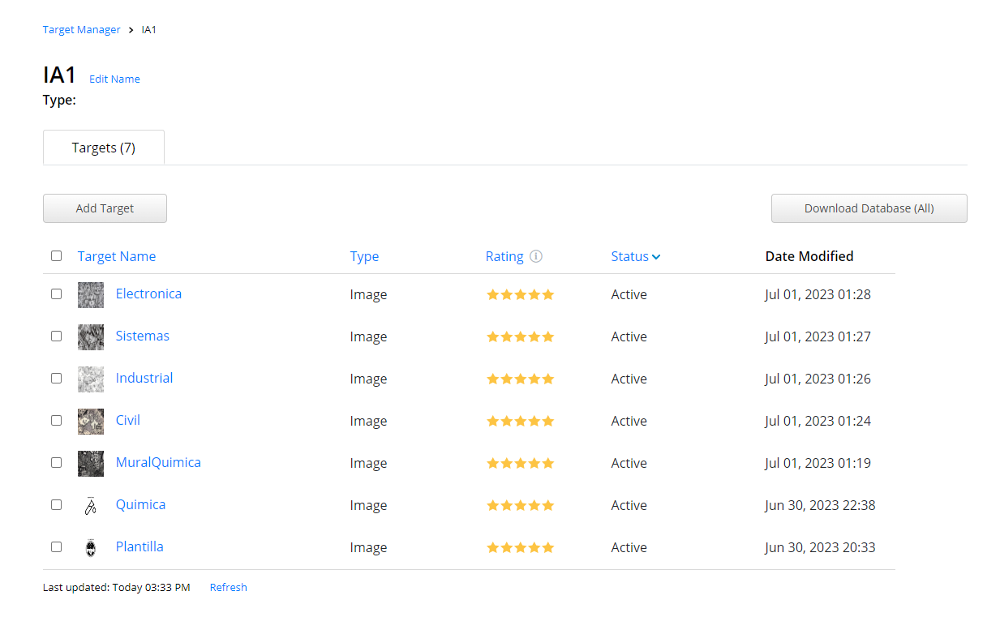 Target Manager > IA1
IA1 Edit Name
Type:
Targets (7)
Add Target Download Database (All)
Target Name Type Rating Status Date Modified
Electronica Image Active Jul 01, 2023 01:28
Sistemas Image Active Jul 01, 2023 01:27
Industrial Image Active Jul 01, 2023 01:26
Civil Image Active Jul 01, 2023 01:24
MuralQuimica Image Active Jul 01, 2023 01:19
Quimica Image Active Jun 30, 2023 22:38
Plantilla Image Active Jun 30, 2023 20:33
Last updated: Today 03:33 PM Refresh